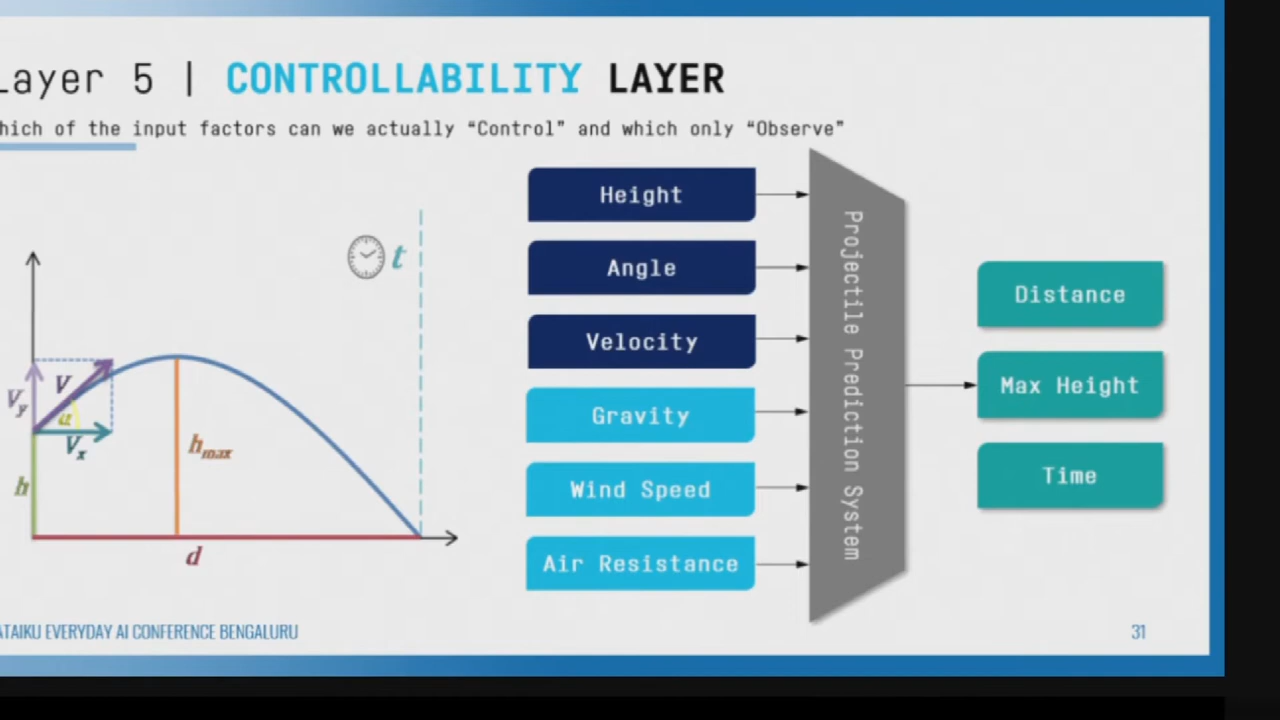 Layer 5 | CONTROLLABILITY LAYER
hich of the input factors can we actually “Control” and which only “Observe”
t
V
Vy
α
Vx
h
hmax
d
Height
Angle
Velocity
Gravity
Wind Speed
Air Resistance
Projectile Prediction System
Distance
Max Height
Time
ATAIKU EVERYDAY AI CONFERENCE BENGALURU
31